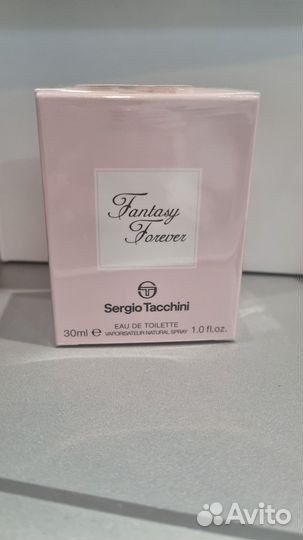 Fantasy
Forever
Sergio Tacchini
EAU DE TOILETTE
30ml e VAPORISATEUR NATURAL SPRAY 1.0 fl.oz.
Avito